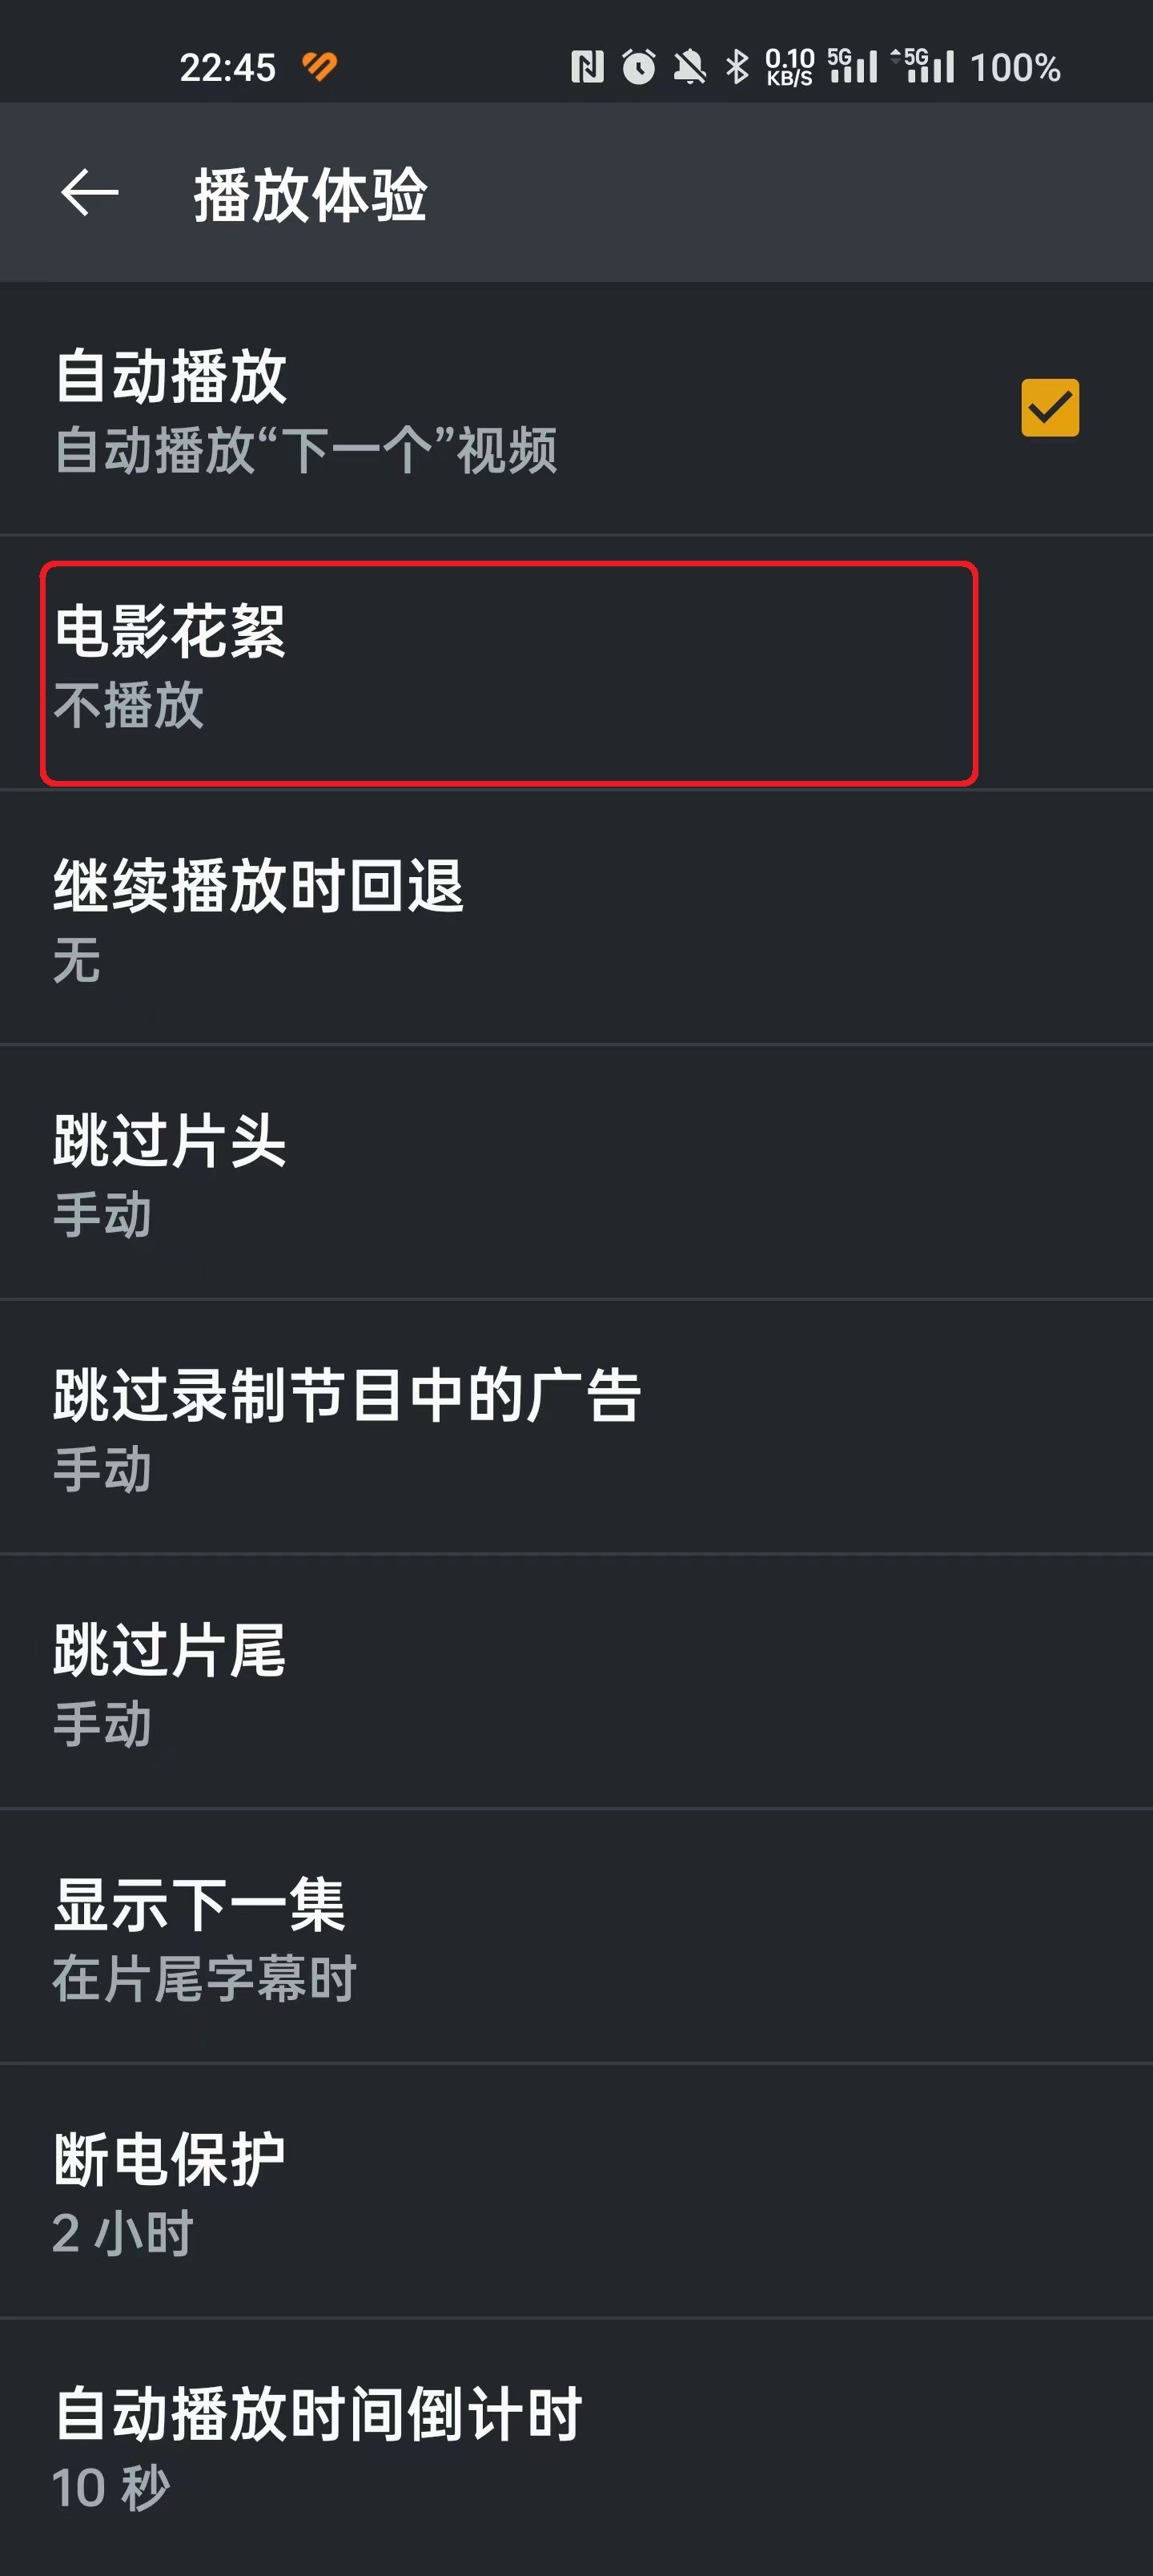 22:45
0.10
KB/S
5G
5G
100%
播放体验
自动播放
自动播放“下一个”视频
电影花絮
不播放
继续播放时回退
无
跳过片头
手动
跳过录制节目中的广告
手动
跳过片尾
手动
显示下一集
在片尾字幕时
断电保护
2 小时
自动播放时间倒计时
10 秒